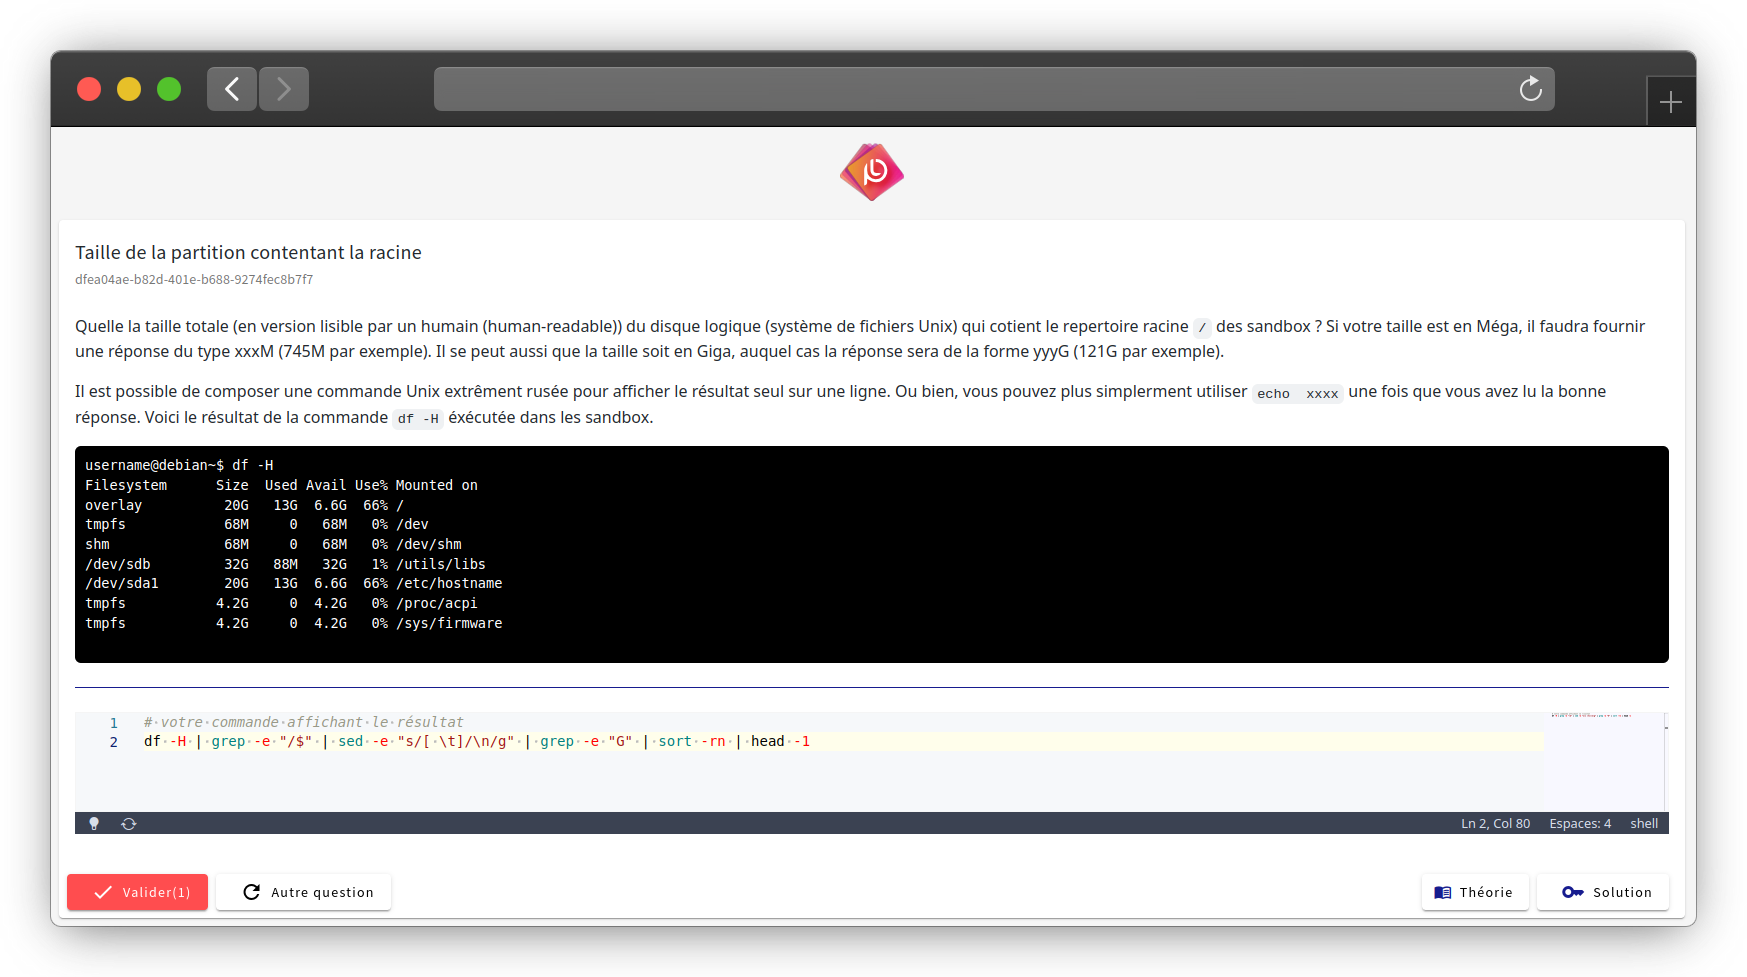 Taille de la partition contentant la racine
dfea04ae-b82d-401e-b688-9274fec8b7f7
Quelle la taille totale (en version lisible par un humain (human-readable)) du disque logique (système de fichiers Unix) qui cotient le repertoire racine / des sandbox ? Si votre taille est en Méga, il faudra fournir
une réponse du type xxxM (745M par exemple). Il se peut aussi que la taille soit en Giga, auquel cas la réponse sera de la forme yyyG (121G par exemple).
Il est possible de composer une commande Unix extrêment rusée pour afficher le résultat seul sur une ligne. Ou bien, vous pouvez plus simplerment utiliser echo  xxxx une fois que vous avez lu la bonne
réponse. Voici le résultat de la commande df -H éxécutée dans les sandbox.
username@debian~$ df -H
Filesystem      Size  Used Avail Use% Mounted on
overlay          20G   13G  6.6G  66% /
tmpfs            68M     0   68M   0% /dev
shm              68M     0   68M   0% /dev/shm
/dev/sdb         32G   88M   32G   1% /utils/libs
/dev/sda1        20G   13G  6.6G  66% /etc/hostname
tmpfs           4.2G     0  4.2G   0% /proc/acpi
tmpfs           4.2G     0  4.2G   0% /sys/firmware
1 #·votre·commande·affichant·le·résultat
2 df·-H·|·grep·-e·"/$"·|·sed·-e·"s/[·\t]/\n/g"·|·grep·-e·"G"·|·sort·-rn·|·head·-1
Ln 2, Col 80 Espaces: 4 shell
Valider(1) Autre question Théorie Solution